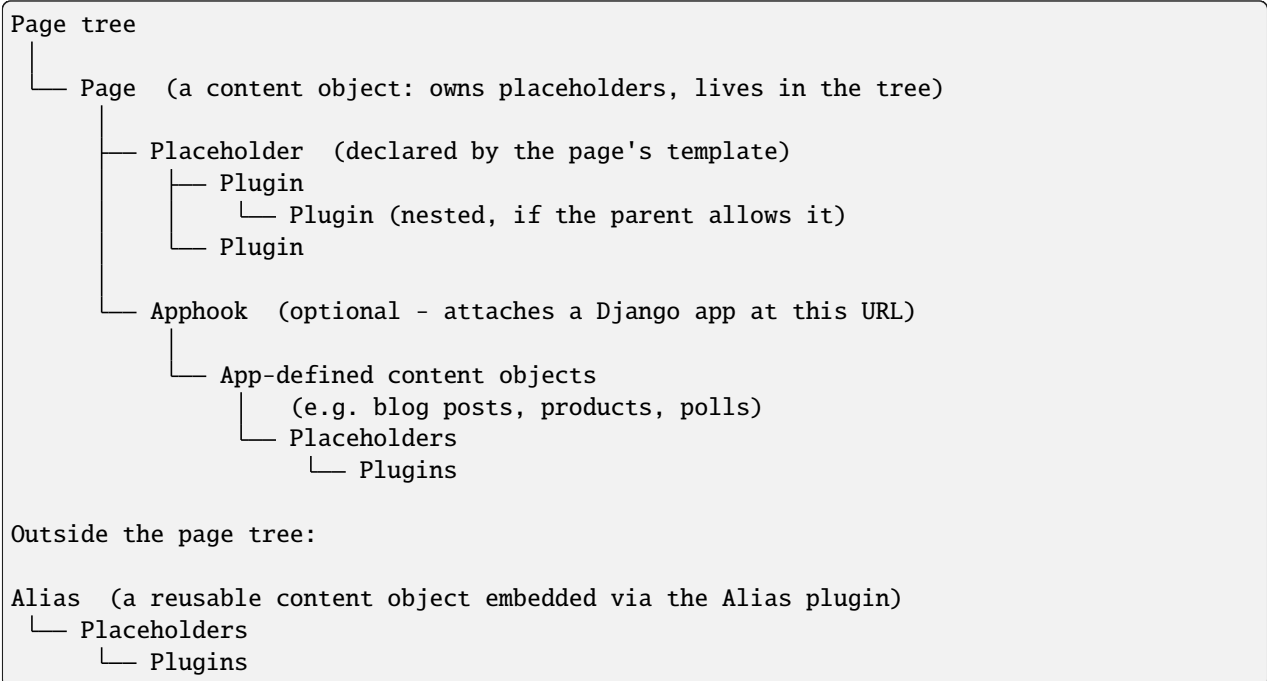 Page tree
└── Page  (a content object: owns placeholders, lives in the tree)
├── Placeholder  (declared by the page's template)
├── Plugin
└── Plugin (nested, if the parent allows it)
└── Plugin
└── Apphook  (optional - attaches a Django app at this URL)
└── App-defined content objects
(e.g. blog posts, products, polls)
└── Placeholders
└── Plugins
Outside the page tree:
Alias  (a reusable content object embedded via the Alias plugin)
└── Placeholders
└── Plugins